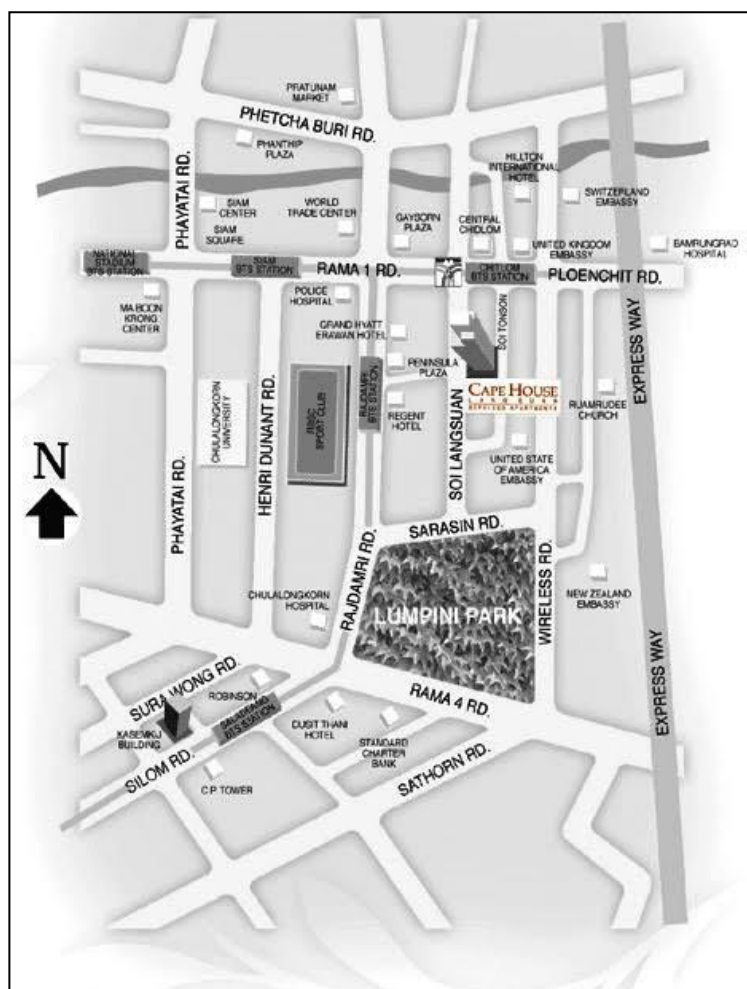 PRATUNAM
MARKET
PHETCHA BURI RD.
PHANTHIP
PLAZA
PHAYATAI RD.
HILLTON
INTERNATIONAL
HOTEL
SIAM
CENTER
SIAM
SQUARE
WORLD
TRADE CENTER
GAYSORN
PLAZA
CENTRAL
CHIDLOM
SWITZERLAND
EMBASSY
UNITED KINGDOM
EMBASSY
BAMRUNGRAD
HOSPITAL
NATIONAL
STADIUM
BTS STATION
SIAM
BTS STATION
RAMA 1 RD.
CHITLOM
BTS STATION
PLOENCHIT RD.
MABOON
KRONG
CENTER
POLICE
HOSPITAL
GRAND HYATT
ERAWAN HOTEL
SOI TONSON
EXPRESS WAY
PENINSULA
PLAZA
RAJDAMRI
BTS STATION
CAPE HOUSE
LANGSUAN
SERVICED APARTMENTS
RUAMRUDEE
CHURCH
CHULALONGKORN
UNIVERSITY
HENRI DUNANT RD.
RBSC
SPORT CLUB
REGENT
HOTEL
SOI LANGSUAN
UNITED STATE
OF AMERICA
EMBASSY
N
PHAYATAI RD.
SARASIN RD.
RAJDAMRI RD.
WIRELESS RD.
CHULALONGKORN
HOSPITAL
LUMPINI PARK
NEW ZEALAND
EMBASSY
SURA WONG RD.
ROBINSON
RAMA 4 RD.
EXPRESS WAY
KASEMKIJ
BUILDING
SALADAENG
BTS STATION
DUSIT THANI
HOTEL
STANDARD
CHARTER
BANK
SILOM RD.
C.P. TOWER
SATHORN RD.